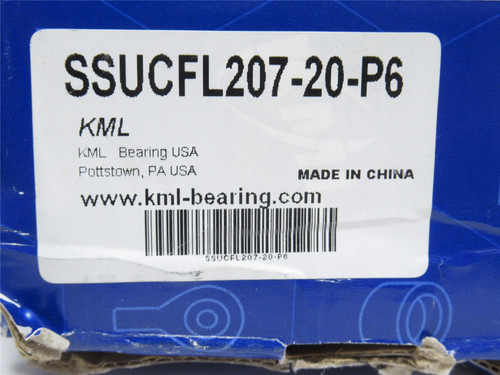 SSUCFL207-20-P6
KML
KML Bearing USA
Pottstown, PA USA
MADE IN CHINA
www.kml-bearing.com
SSUCFL207-20-P6